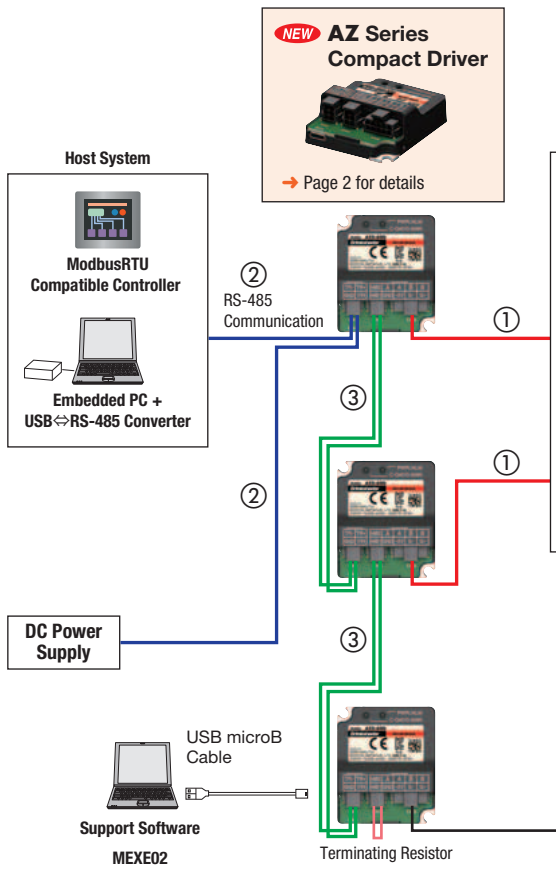 NEW AZ Series
Compact Driver
→ Page 2 for details
Host System
ModbusRTU
Compatible Controller
Embedded PC +
USB⇔RS-485 Converter
②
RS-485
Communication
①
③
①
②
DC Power
Supply
③
USB microB
Cable
Support Software
MEXE02
Terminating Resistor